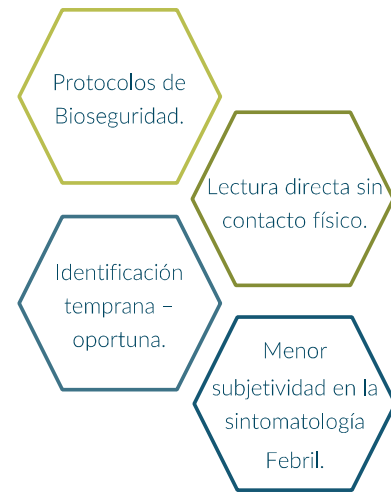 Protocolos de
Bioseguridad.
Lectura directa sin
contacto físico.
Identificación
temprana –
oportuna.
Menor
subjetividad en la
sintomatología
Febril.